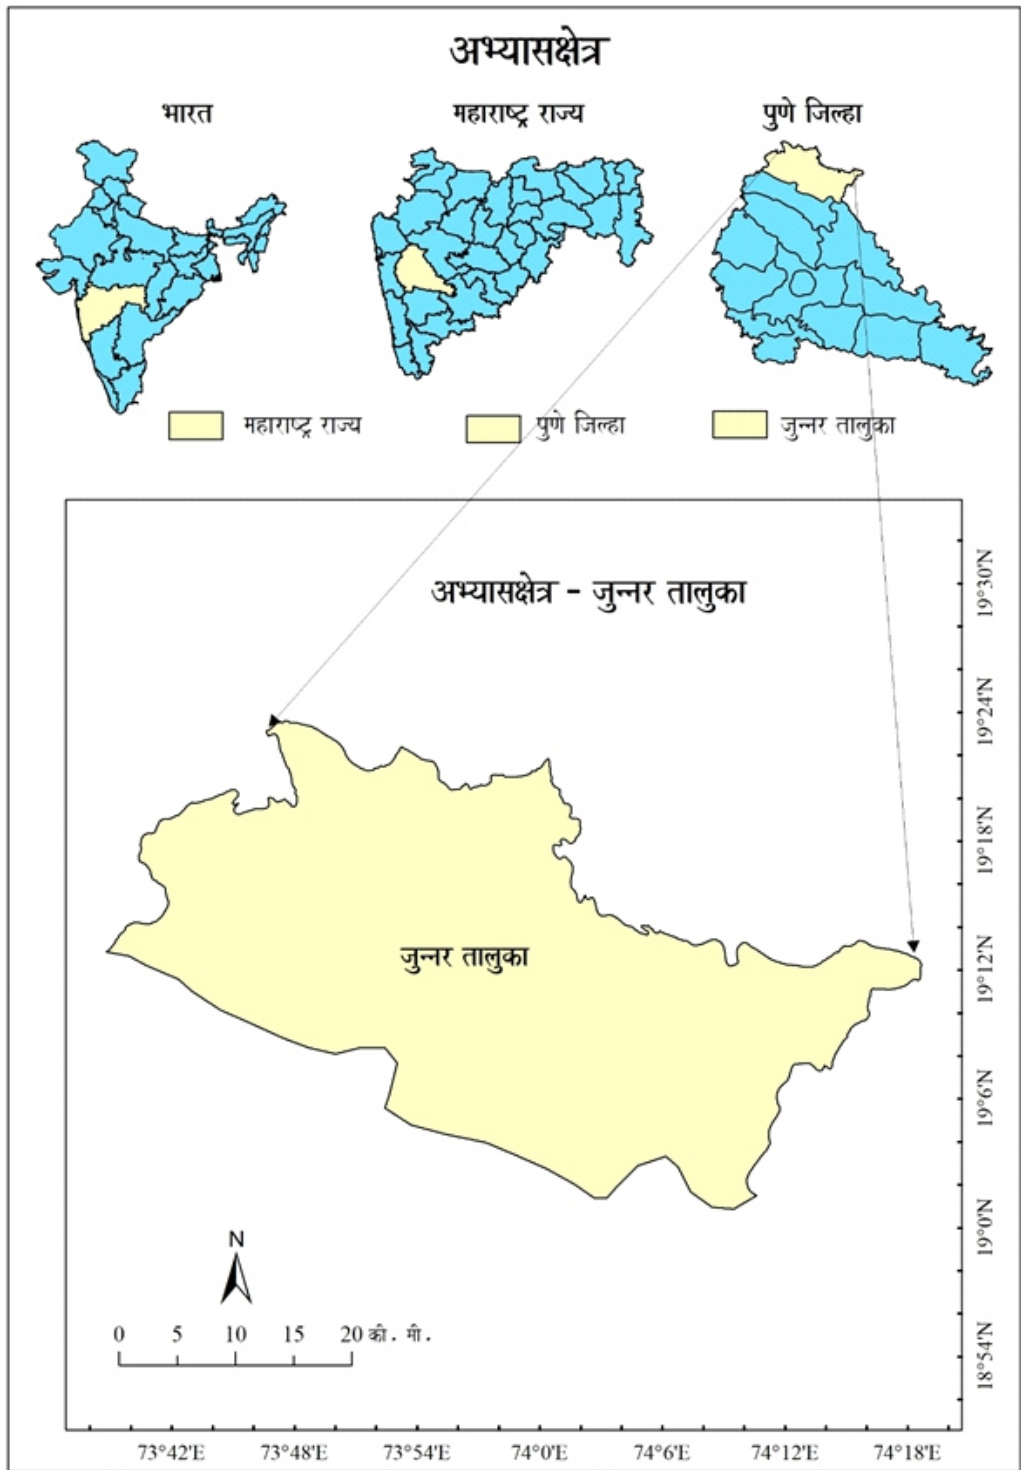 अभ्यासक्षेत्र
भारत
महाराष्ट्र राज्य
पुणे जिल्हा
महाराष्ट्र राज्य
पुणे जिल्हा
जुन्नर तालुका
अभ्यासक्षेत्र - जुन्नर तालुका
जुन्नर तालुका
19°30'N
19°24'N
19°18'N
19°12'N
19°6'N
19°0'N
18°54'N
N
0 5 10 15 20 की. मी.
73°42'E 73°48'E 73°54'E 74°0'E 74°6'E 74°12'E 74°18'E